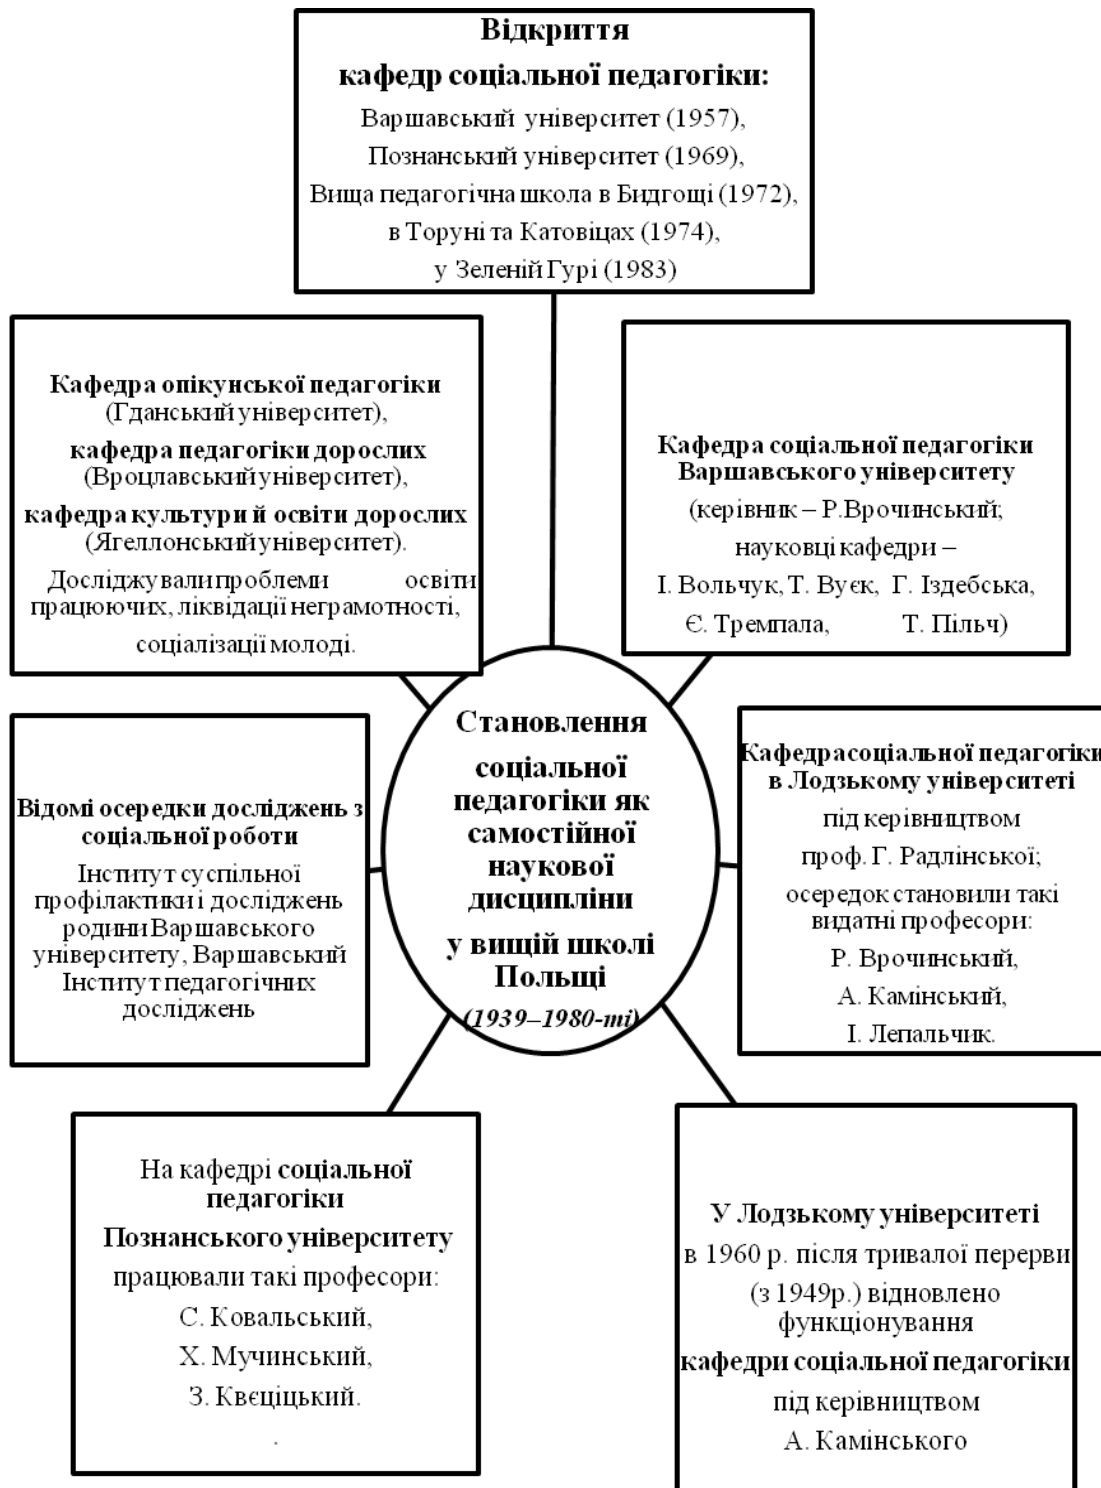 Відкриття
кафедр соціальної педагогіки:
Варшавський університет (1957),
Познанський університет (1969),
Вища педагогічна школа в Бидгощі (1972),
в Торуні та Катовіцах (1974),
у Зеленій Гурі (1983)
Кафедра опікунської педагогіки
(Гданський університет),
кафедра педагогіки дорослих
(Вроцлавський університет),
кафедра культури й освіти дорослих
(Ягеллонський університет).
Досліджували проблеми освіти
працюючих, ліквідації неграмотності,
соціалізації молоді.
Кафедра соціальної педагогіки
Варшавського університету
(керівник – Р.Врочинський;
науковці кафедри –
І. Вольчук, Т. Вуєк, Г. Іздебська,
Є. Тремпала, Т. Пільч)
Становлення
соціальної
педагогіки як
самостійної
наукової
дисципліни
у вищій школі
Польщі
(1939–1980-ті)
Відомі осередки досліджень з
соціальної роботи
Інститут суспільної
профілактики і досліджень
родини Варшавського
університету, Варшавський
Інститут педагогічних
досліджень
Кафедрасоціальної педагогіки
в Лодзькому університеті
під керівництвом
проф. Г. Радлінської;
осередок становили такі
видатні професори:
Р. Врочинський,
А. Камінський,
І. Лепальчик.
На кафедрі соціальної
педагогіки
Познанського університету
працювали такі професори:
С. Ковальський,
Х. Мучинський,
З. Квєціцький.
.
У Лодзькому університеті
в 1960 р. після тривалої перерви
(з 1949р.) відновлено
функціонування
кафедри соціальної педагогіки
під керівництвом
А. Камінського